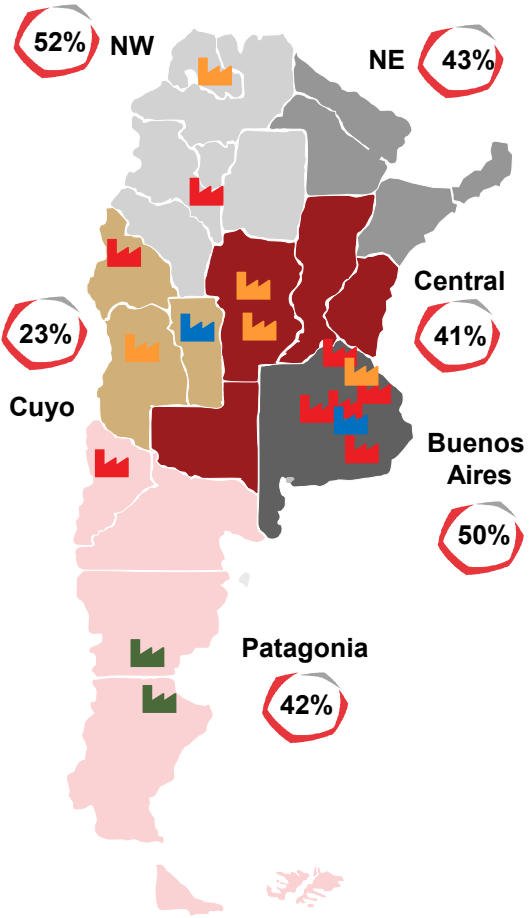 52%
NW
NE
43%
Central
41%
23%
Cuyo
Buenos
Aires
50%
Patagonia
42%